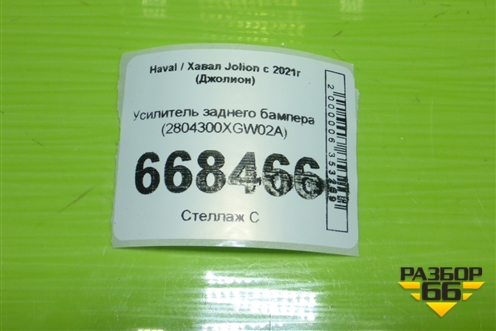 Haval / Хавал Jolion с 2021г
(Джолион)
Усилитель заднего бампера
(2804300XGW02A)
668466
Стеллаж С
РАЗБОР
66